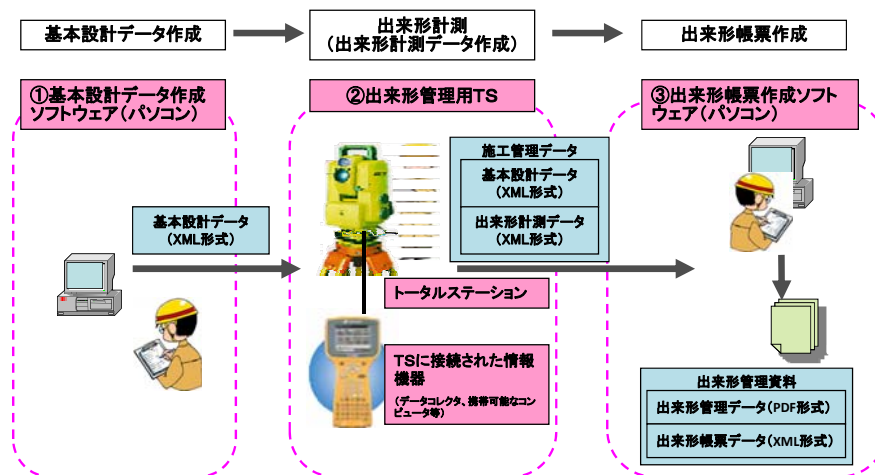 基本設計データ作成
出来形計測
(出来形計測データ作成)
出来形帳票作成
①基本設計データ作成
ソフトウェア(パソコン)
②出来形管理用TS
③出来形帳票作成ソフト
ウェア(パソコン)
基本設計データ
(XML形式)
施工管理データ
基本設計データ
(XML形式)
出来形計測データ
(XML形式)
トータルステーション
TSに接続された情報
機器
(データコレクタ、携帯可能なコン
ピュータ等)
出来形管理資料
出来形管理データ(PDF形式)
出来形帳票データ(XML形式)